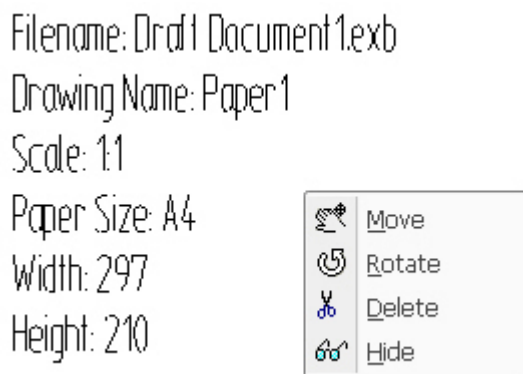 Filename: Draft Document1.exb
Drawing Name: Paper1
Scale: 1:1
Paper Size: A4
Width: 297
Height: 210
Move
Rotate
Delete
Hide